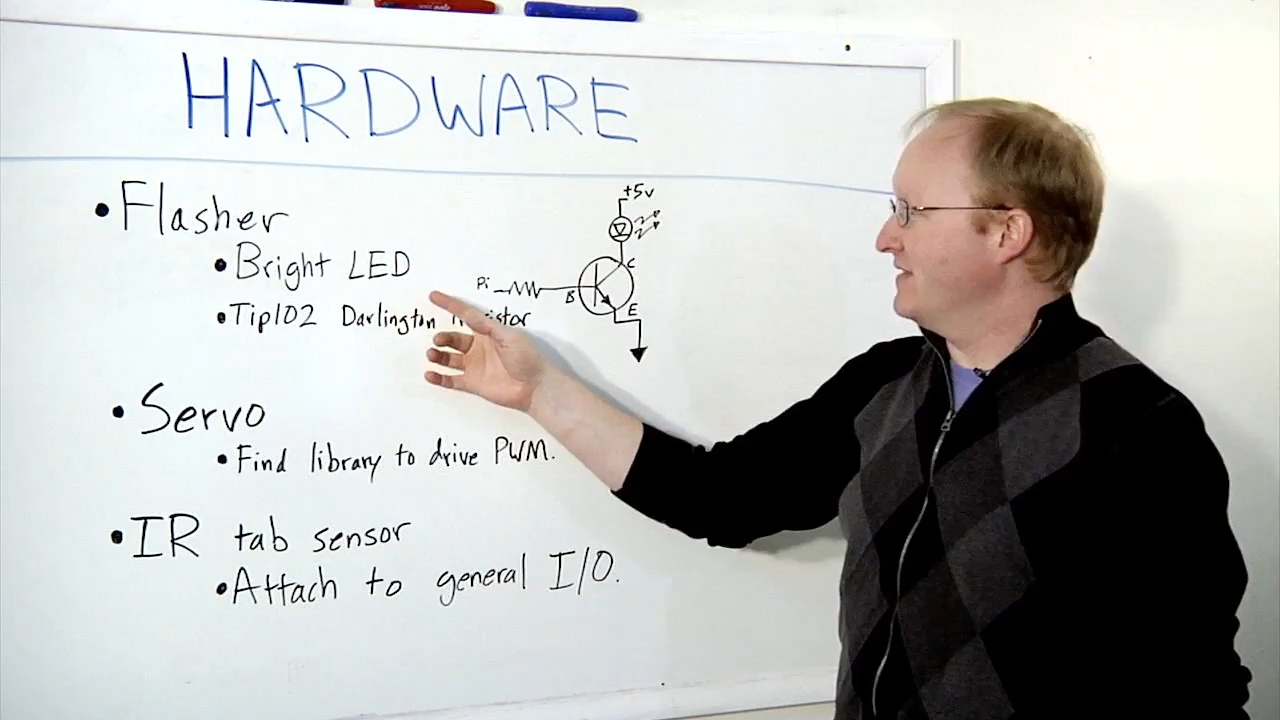 HARDWARE
• Flasher
• Bright LED
• Tip102 Darlington
• Servo
• Find library to drive PWM.
• IR tab sensor
• Attach to general I/O.
+5v
C
Pi
B
E